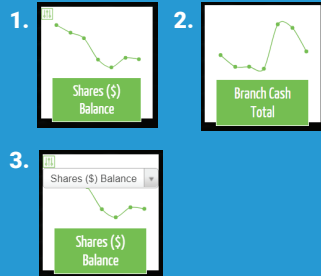 1.
Shares ($)
Balance
2.
Branch Cash
Total
3.
Shares ($) Balance
Shares ($)
Balance